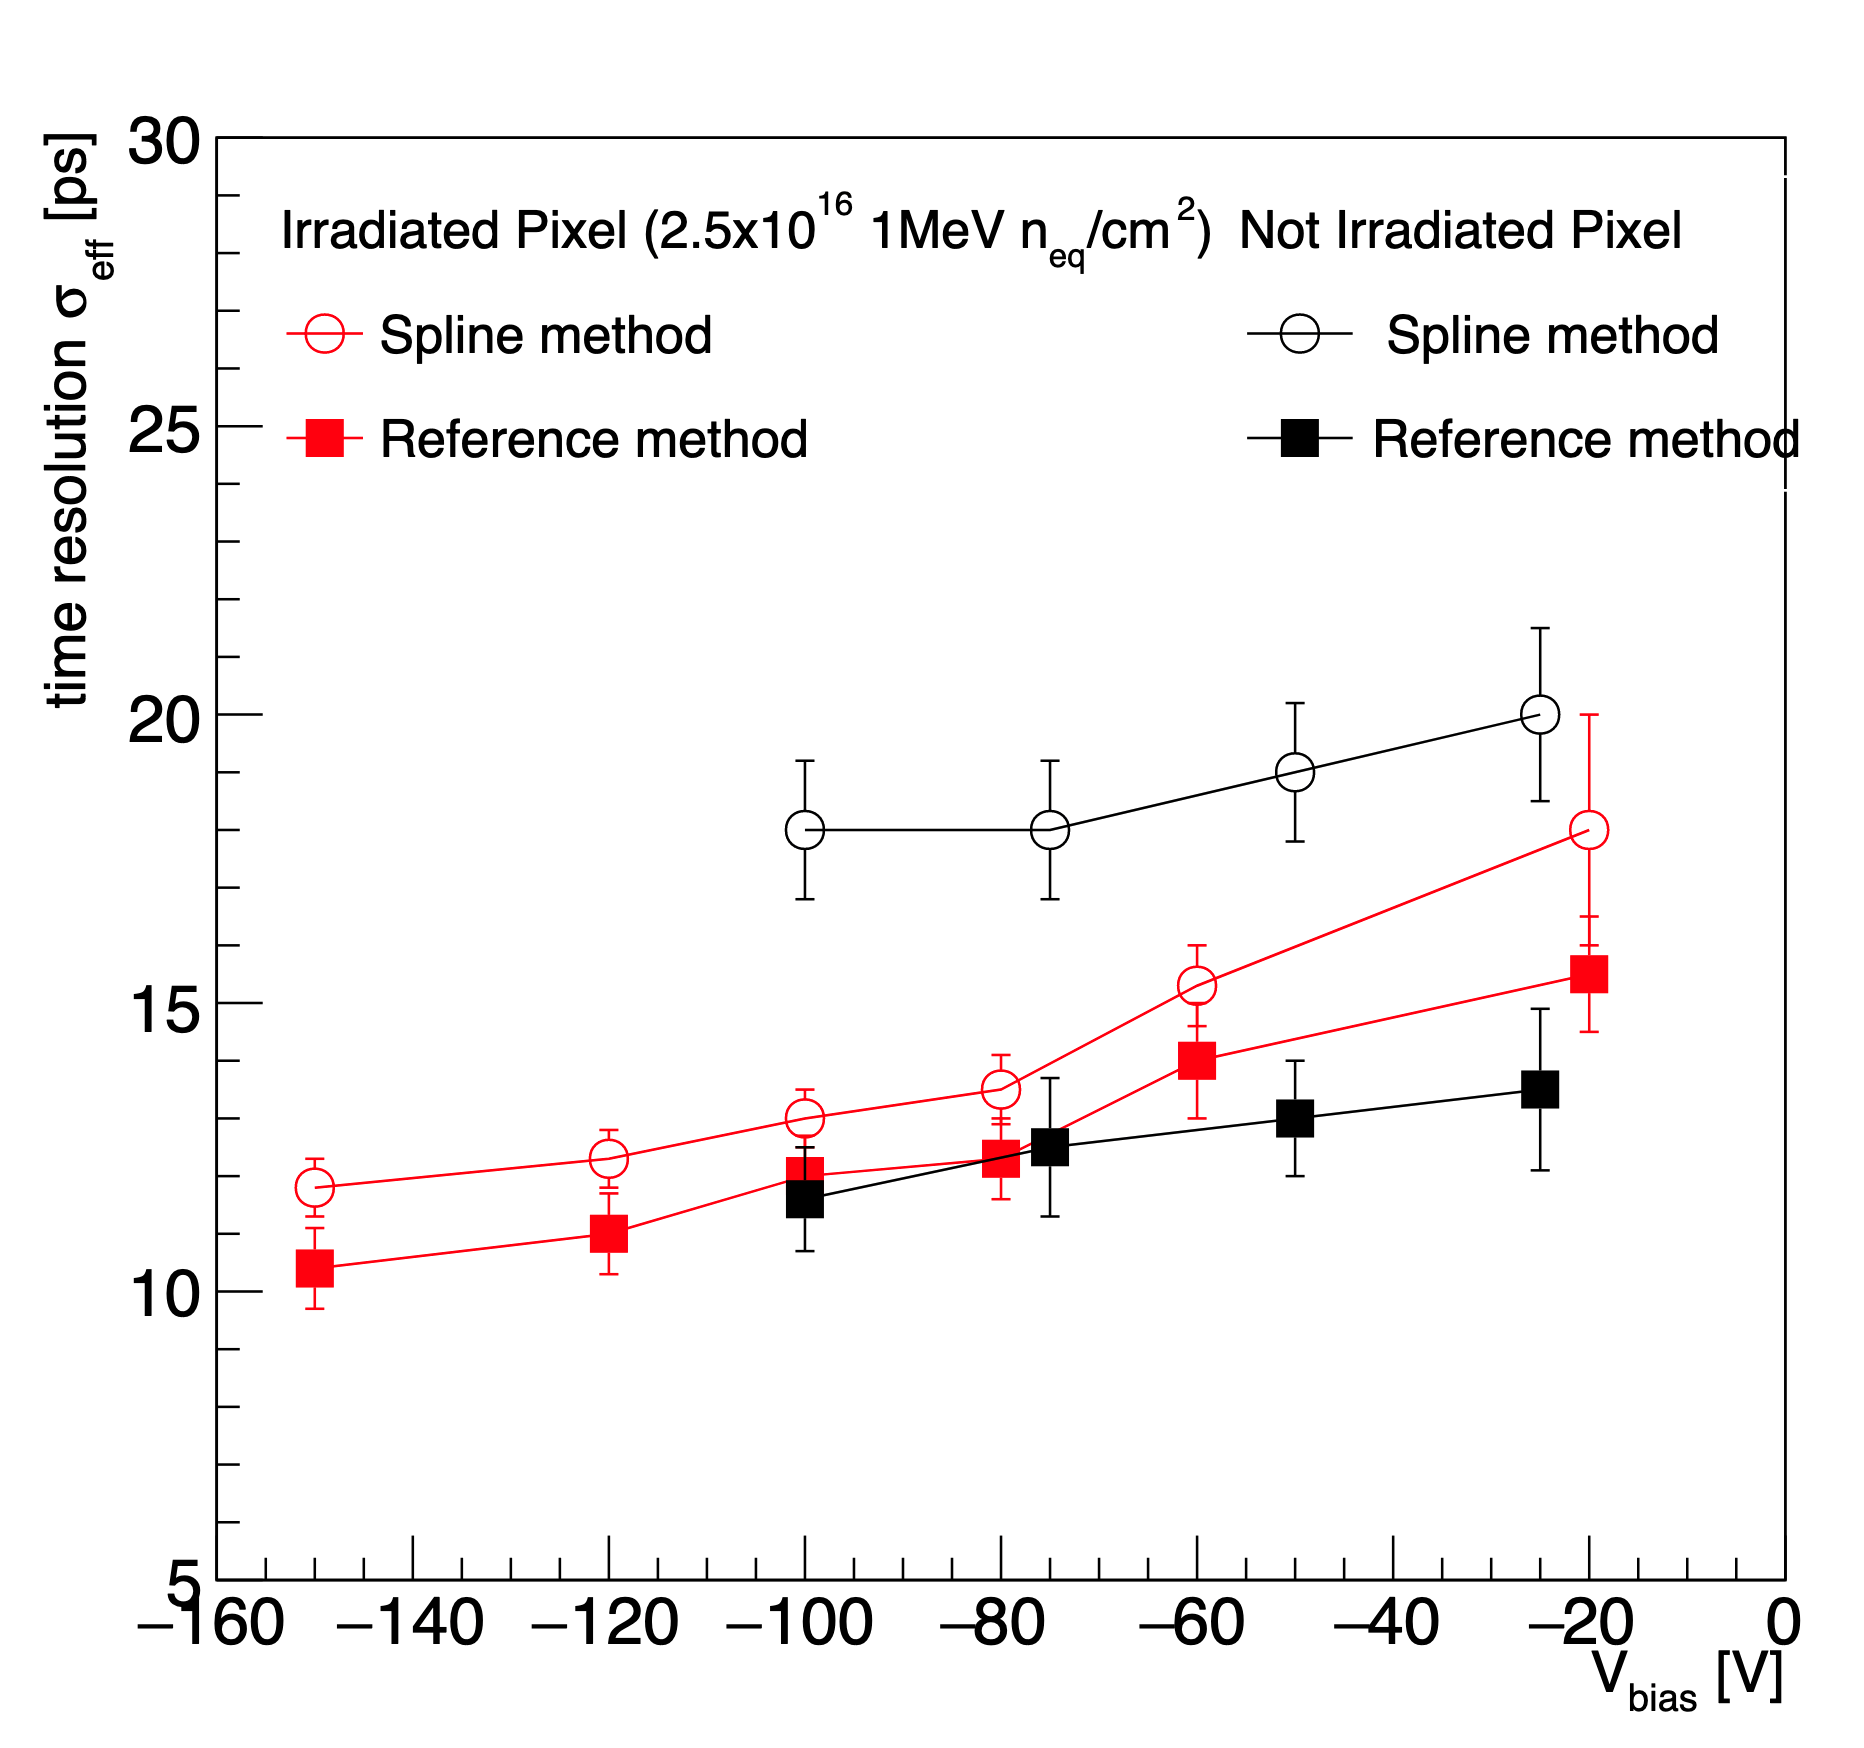 time resolution σeff [ps]
30
25
20
15
10
5
Irradiated Pixel (2.5x10^16 1MeV n_eq/cm^2) Not Irradiated Pixel
Spline method Spline method
Reference method Reference method
−160 −140 −120 −100 −80 −60 −40 −20 0
V_bias [V]